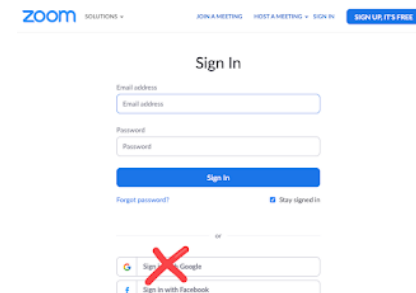 zoom SOLUTIONS JOIN A MEETING HOST A MEETING SIGN IN SIGN UP, IT'S FREE
Sign In
Email address
Email address
Password
Password
Sign In
Forgot password? Stay signed in
or
Sign Google
Sign in with Facebook